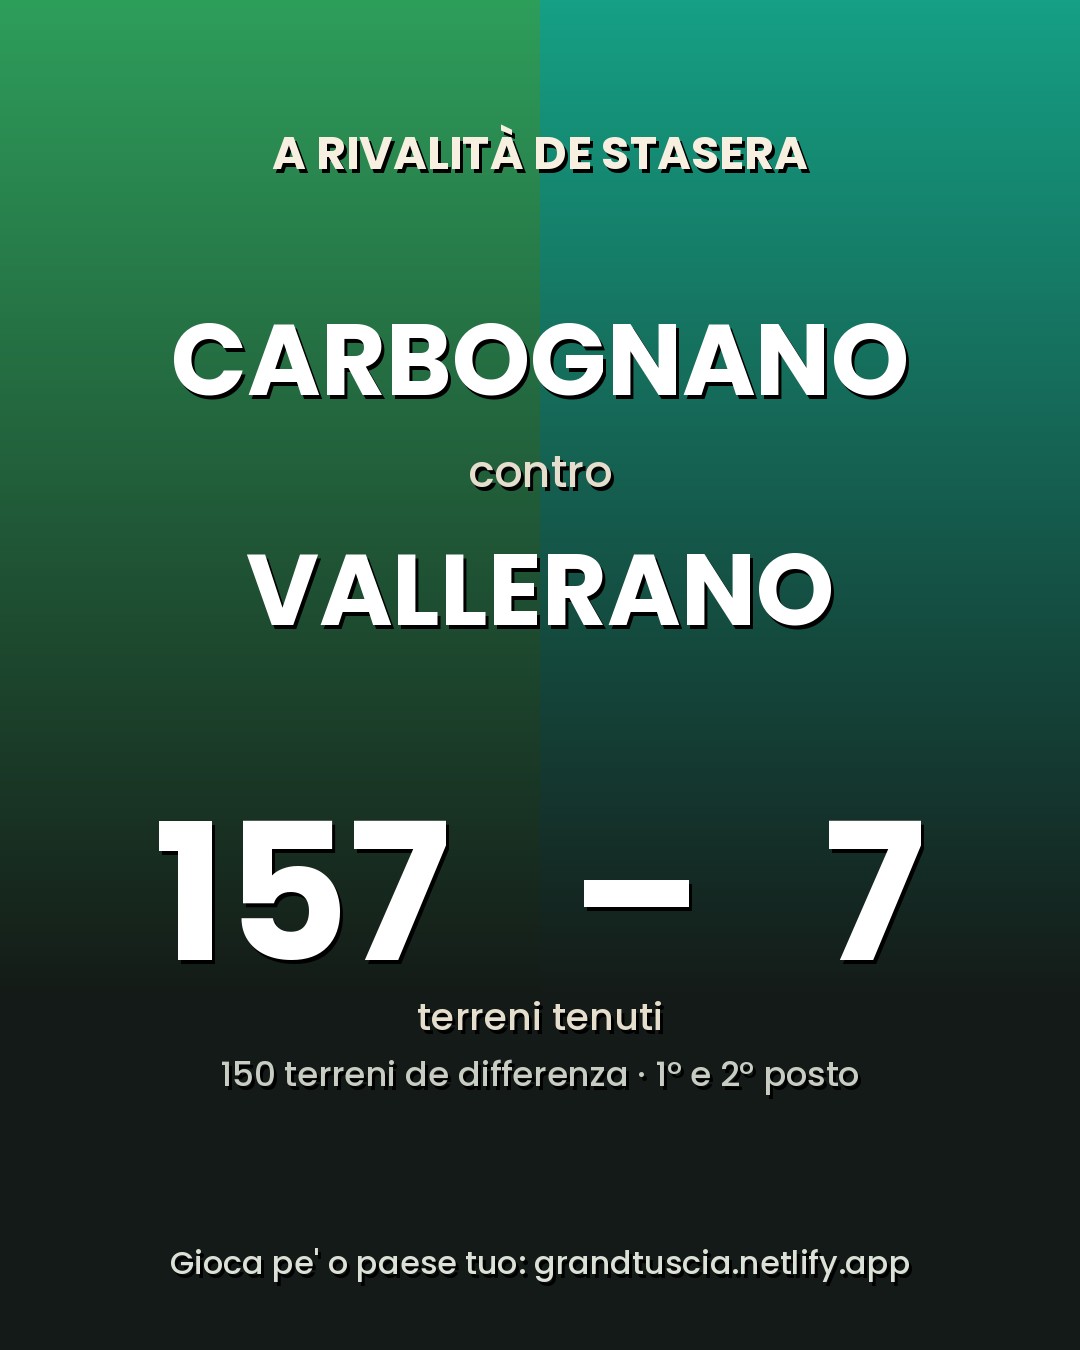 A RIVALITÀ DE STASERA
CARBOGNANO
contro
VALLERANO
157 – 7
terreni tenuti
150 terreni de differenza · 1° e 2° posto
Gioca pe' o paese tuo: grandtuscia.netlify.app